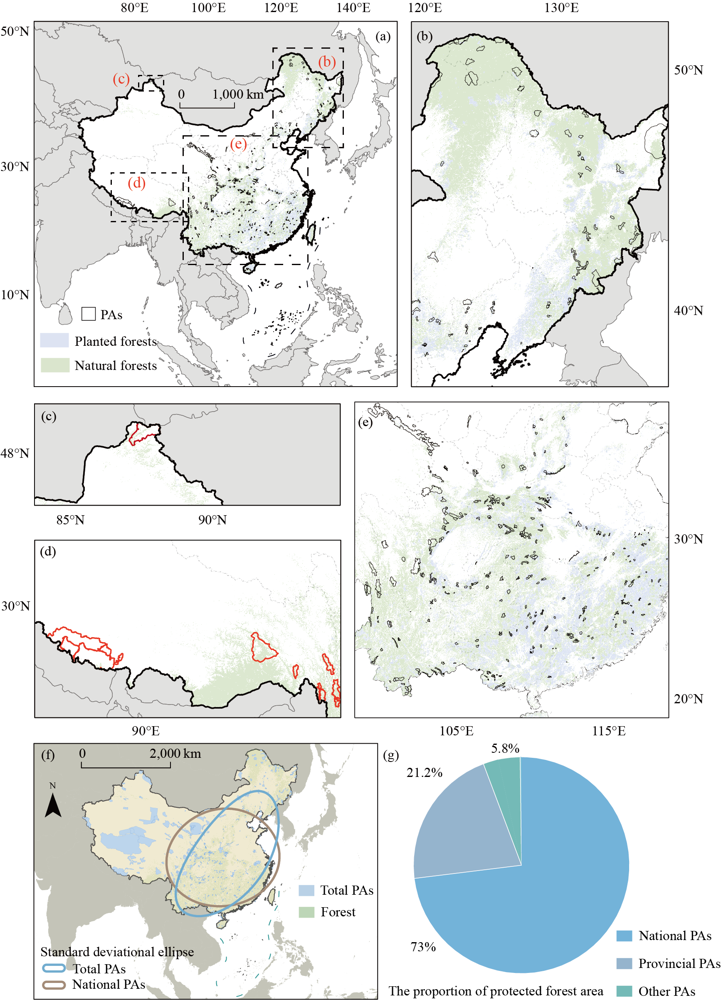 80°E 100°E 120°E 140°E 120°E 130°E
50°N
(a)
(b)
(b)
(c)
0 1,000 km
50°N
(e)
30°N
(d)
10°N
PAs
Planted forests
Natural forests
40°N
(c)
48°N
85°N 90°N
(e)
30°N
20°N
105°E 115°E
(d)
30°N
90°E
(f)
0 2,000 km
N
Total PAs
Forest
Standard deviational ellipse
Total PAs
National PAs
(g)
5.8%
21.2%
73%
National PAs
Provincial PAs
Other PAs
The proportion of protected forest area